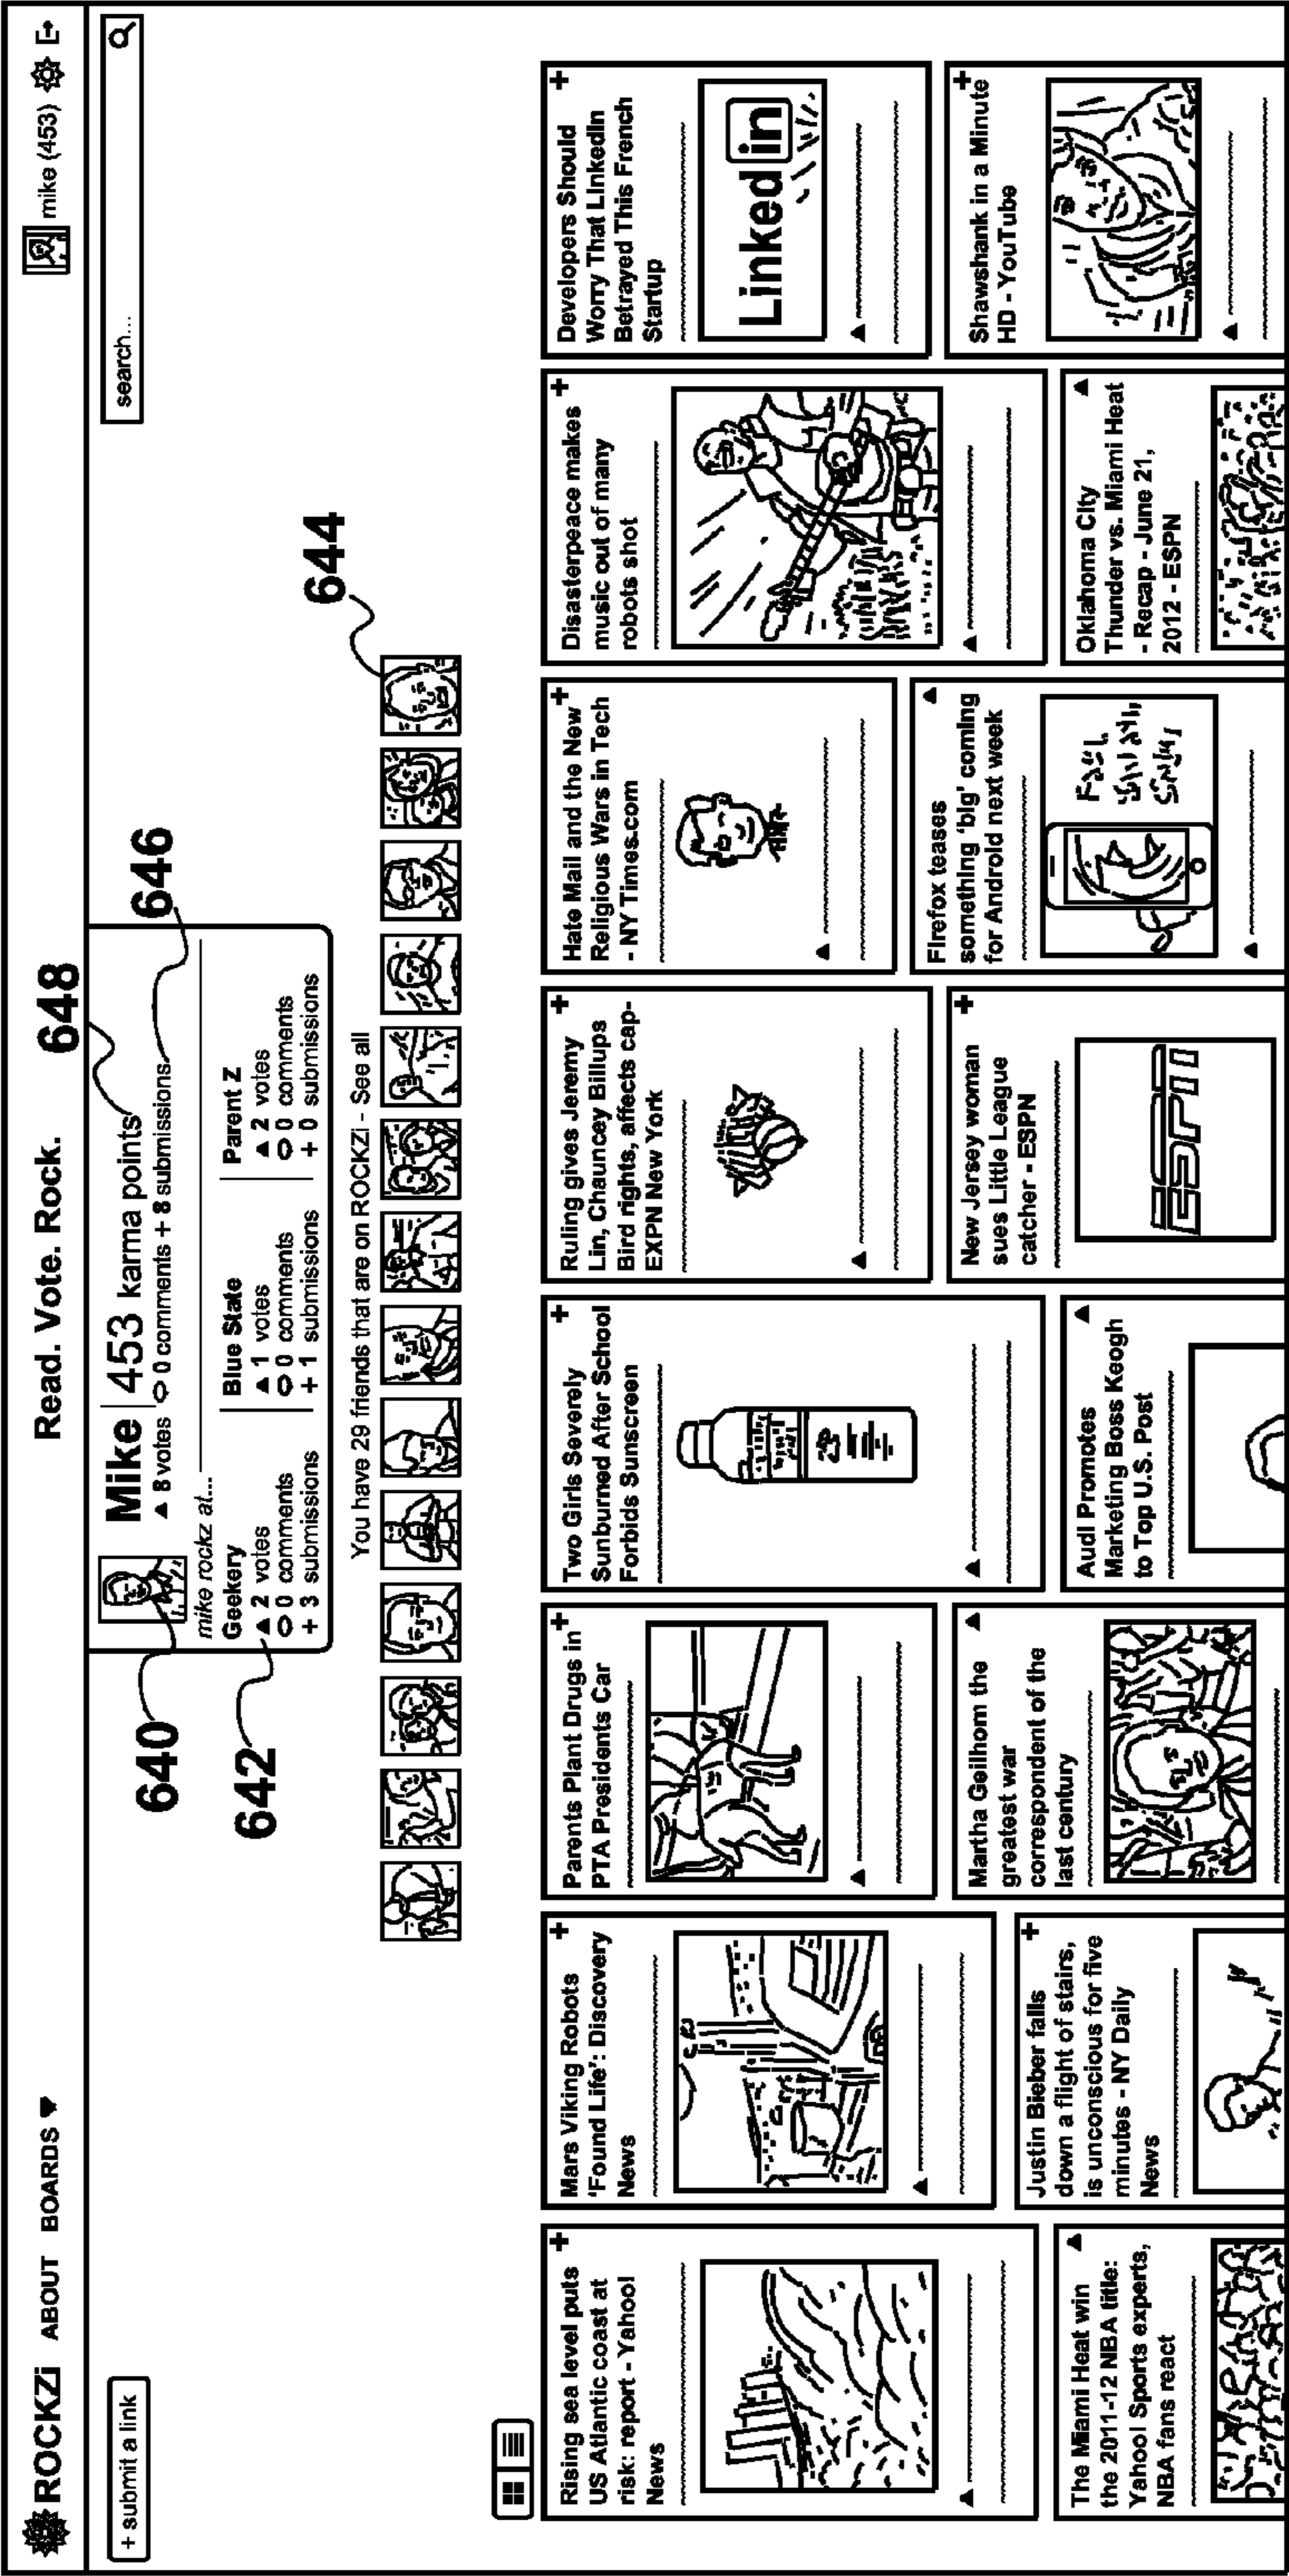 ROCKZi ABOUT BOARDS
Read. Vote. Rock.
mike (453)
+ submit a link
search...
648
Mike 453 karma points
8 votes 0 comments + 8 submissions
646
640
mike rockz at...
Geekery
2 votes
0 comments
+ 3 submissions
Blue State
1 votes
0 comments
+ 1 submissions
Parent Z
2 votes
0 comments
+ 0 submissions
642
644
You have 29 friends that are on ROCKZi - See all
Rising sea level puts
US Atlantic coast at
risk: report - Yahoo!
News
Mars Viking Robots
'Found Life': Discovery
News
Parents Plant Drugs in
PTA Presidents Car
Two Girls Severely
Sunburned After School
Forbids Sunscreen
Ruling gives Jeremy
Lin, Chauncey Billups
Bird rights, affects cap-
EXPN New York
Hate Mail and the New
Religious Wars in Tech
- NY Times.com
Disasterpeace makes
music out of many
robots shot
Developers Should
Worry That LinkedIn
Betrayed This French
Startup
Linked in
The Miami Heat win
the 2011-12 NBA title:
Yahoo! Sports experts,
NBA fans react
Justin Bieber falls
down a flight of stairs,
is unconscious for five
minutes - NY Daily
News
Martha Geilhom the
greatest war
correspondent of the
last century
Audi Promotes
Marketing Boss Keogh
to Top U.S. Post
New Jersey woman
sues Little League
catcher - ESPN
ESPN
Firefox teases
something 'big' coming
for Android next week
Oklahoma City
Thunder vs. Miami Heat
- Recap - June 21,
2012 - ESPN
Shawshank in a Minute
HD - YouTube